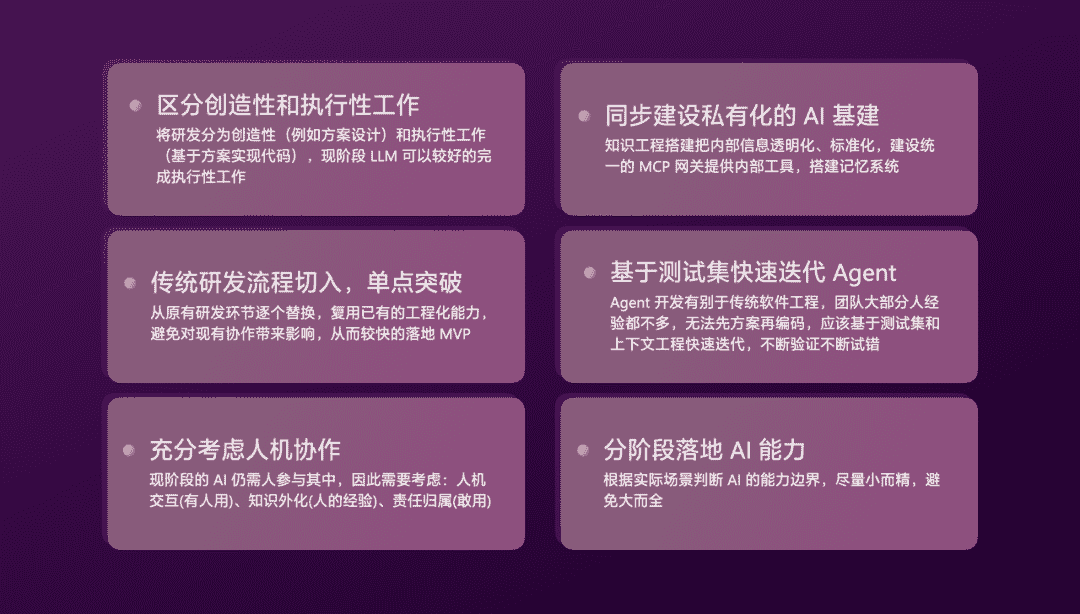 区分创造性和执行性工作
将研发分为创造性（例如方案设计）和执行性工作
（基于方案实现代码），现阶段 LLM 可以较好的完
成执行性工作
同步建设私有化的 AI 基建
知识工程搭建把内部信息透明化、标准化，建设统
一的 MCP 网关提供内部工具，搭建记忆系统
传统研发流程切入，单点突破
从原有研发环节逐个替换，复用已有的工程化能力，
避免对现有协作带来影响，从而较快的落地 MVP
基于测试集快速迭代 Agent
Agent 开发有别于传统软件工程，团队大部分人经
验都不多，无法先方案再编码，应该基于测试集和
上下文工程快速迭代，不断验证不断试错
充分考虑人机协作
现阶段的 AI 仍需人参与其中，因此需要考虑：人机
交互(有人用)、知识外化(人的经验)、责任归属(敢用)
分阶段落地 AI 能力
根据实际场景判断 AI 的能力边界，尽量小而精，避
免大而全